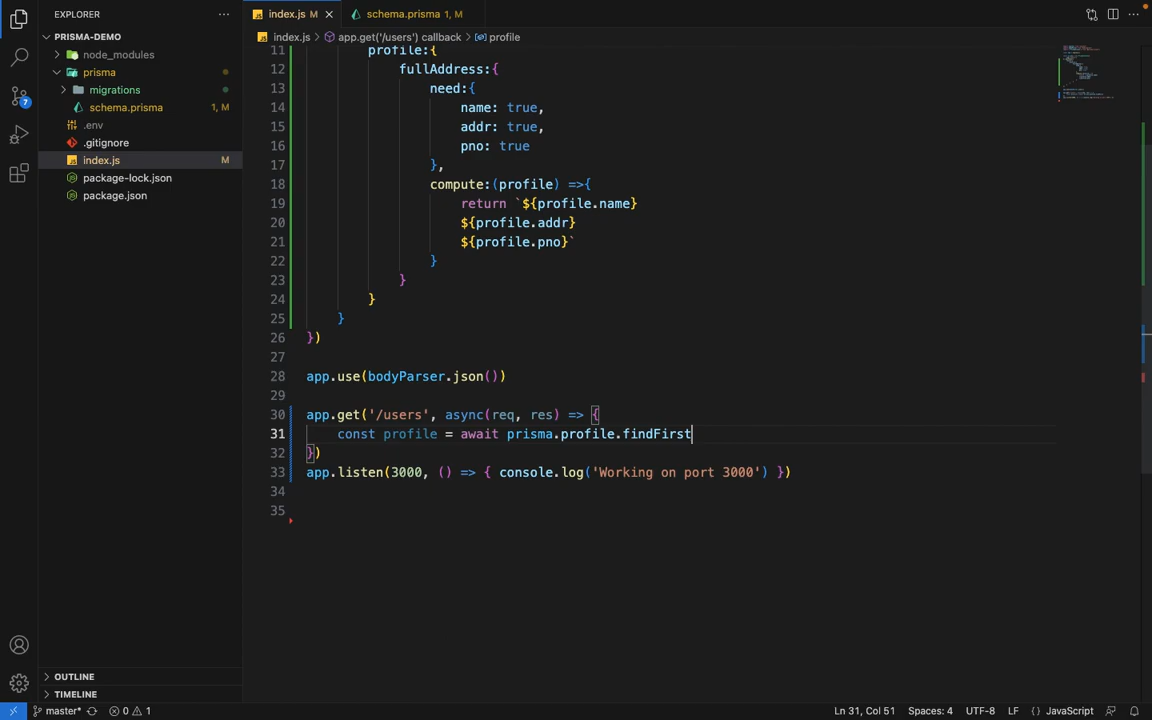 EXPLORER
index.js M
schema.prisma 1, M
PRISMA-DEMO
index.js > app.get('/users') callback > profile
node_modules
prisma
migrations
schema.prisma 1, M
.env
.gitignore
index.js M
package-lock.json
package.json
11 profile:{
12 fullAddress:{
13 need:{
14 name: true,
15 addr: true,
16 pno: true
17 },
18 compute:(profile) =>{
19 return `${profile.name}
20 ${profile.addr}
21 ${profile.pno}`
22 }
23 }
24 }
25 }
26 })
27
28 app.use(bodyParser.json())
29
30 app.get('/users', async(req, res) => {
31 const profile = await prisma.profile.findFirst
32 })
33 app.listen(3000, () => { console.log('Working on port 3000') })
34
35
OUTLINE
TIMELINE
7
master* 0 1 Ln 31, Col 51 Spaces: 4 UTF-8 LF {} JavaScript